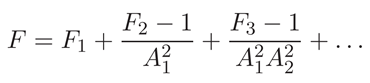 $F = F_1 + \frac{F_2 - 1}{A_1^2} + \frac{F_3 - 1}{A_1^2 A_2^2} + \dots$